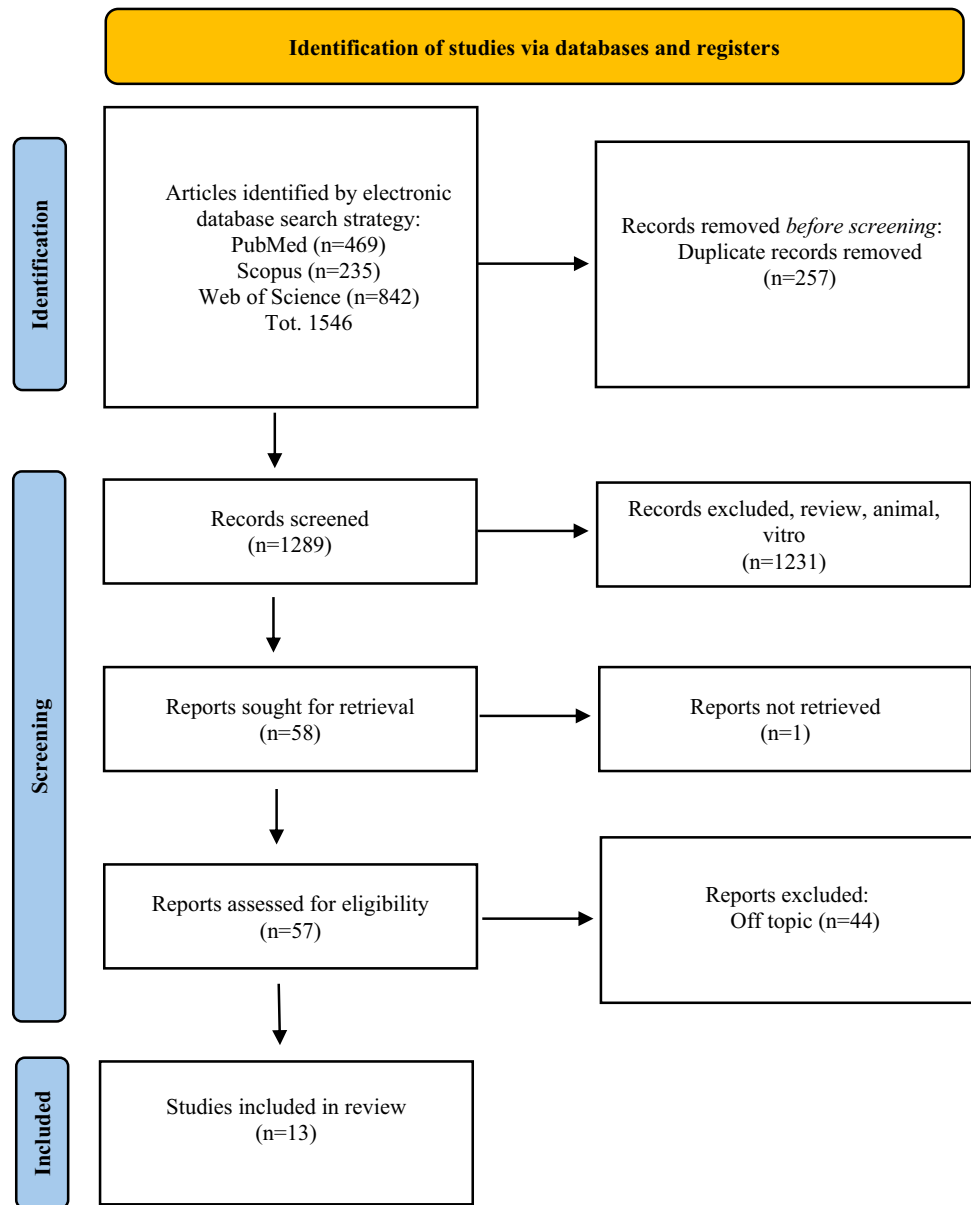 Identification of studies via databases and registers
Identification
Articles identified by electronic
database search strategy:
PubMed (n=469)
Scopus (n=235)
Web of Science (n=842)
Tot. 1546
Records removed before screening:
Duplicate records removed
(n=257)
Screening
Records screened
(n=1289)
Records excluded, review, animal,
vitro
(n=1231)
Reports sought for retrieval
(n=58)
Reports not retrieved
(n=1)
Reports assessed for eligibility
(n=57)
Reports excluded:
Off topic (n=44)
Included
Studies included in review
(n=13)